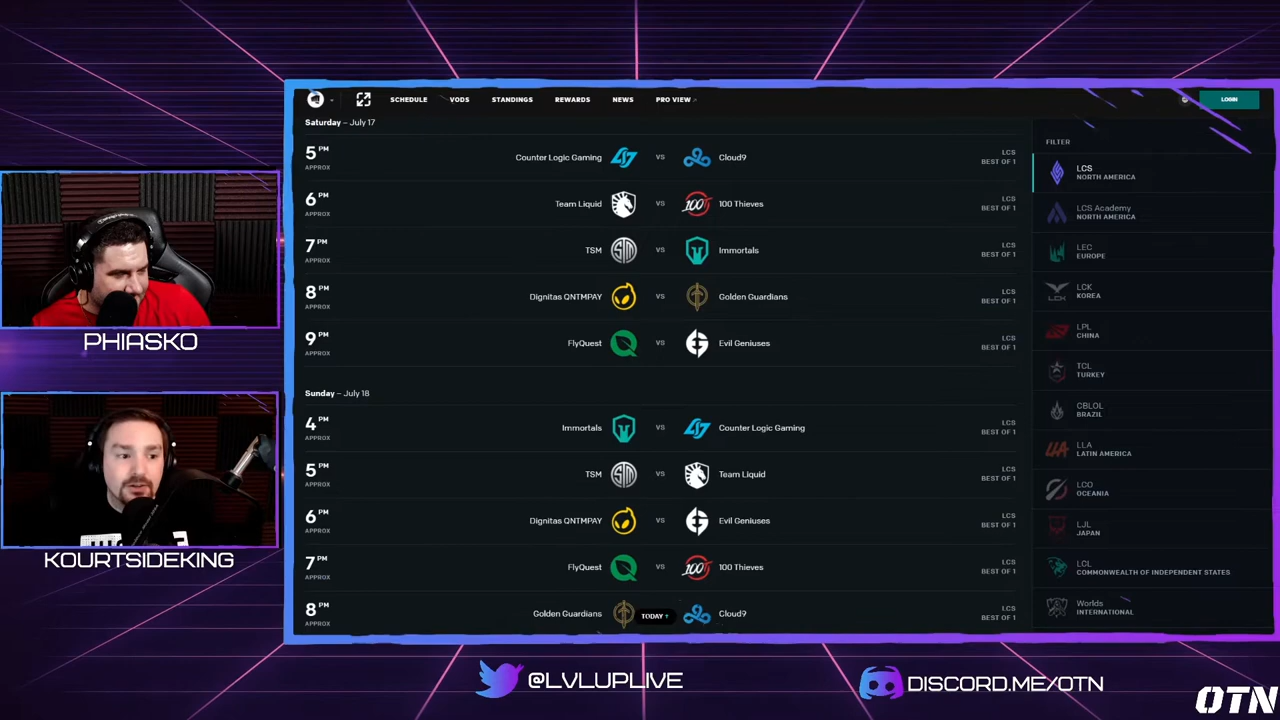 SCHEDULE VODS STANDINGS REWARDS NEWS PRO VIEW LOGIN
Saturday – July 17
5 PM APPROX Counter Logic Gaming VS Cloud9 LCS BEST OF 1
6 PM APPROX Team Liquid VS 100 Thieves LCS BEST OF 1
7 PM APPROX TSM VS Immortals LCS BEST OF 1
8 PM APPROX Dignitas QNTMPAY VS Golden Guardians LCS BEST OF 1
9 PM APPROX FlyQuest VS Evil Geniuses LCS BEST OF 1
Sunday – July 18
4 PM APPROX Immortals VS Counter Logic Gaming LCS BEST OF 1
5 PM APPROX TSM VS Team Liquid LCS BEST OF 1
6 PM APPROX Dignitas QNTMPAY VS Evil Geniuses LCS BEST OF 1
7 PM APPROX FlyQuest VS 100 Thieves LCS BEST OF 1
8 PM APPROX Golden Guardians TODAY ↑ Cloud9 LCS BEST OF 1
FILTER
LCS
NORTH AMERICA
LCS Academy
NORTH AMERICA
LEC
EUROPE
LCK
KOREA
LPL
CHINA
TCL
TURKEY
CBLOL
BRAZIL
LLA
LATIN AMERICA
LCO
OCEANIA
LJL
JAPAN
LCL
COMMONWEALTH OF INDEPENDENT STATES
Worlds
INTERNATIONAL
PHIASKO
KOURTSIDEKING
@LVLUPLIVE
DISCORD.ME/OTN
OTN